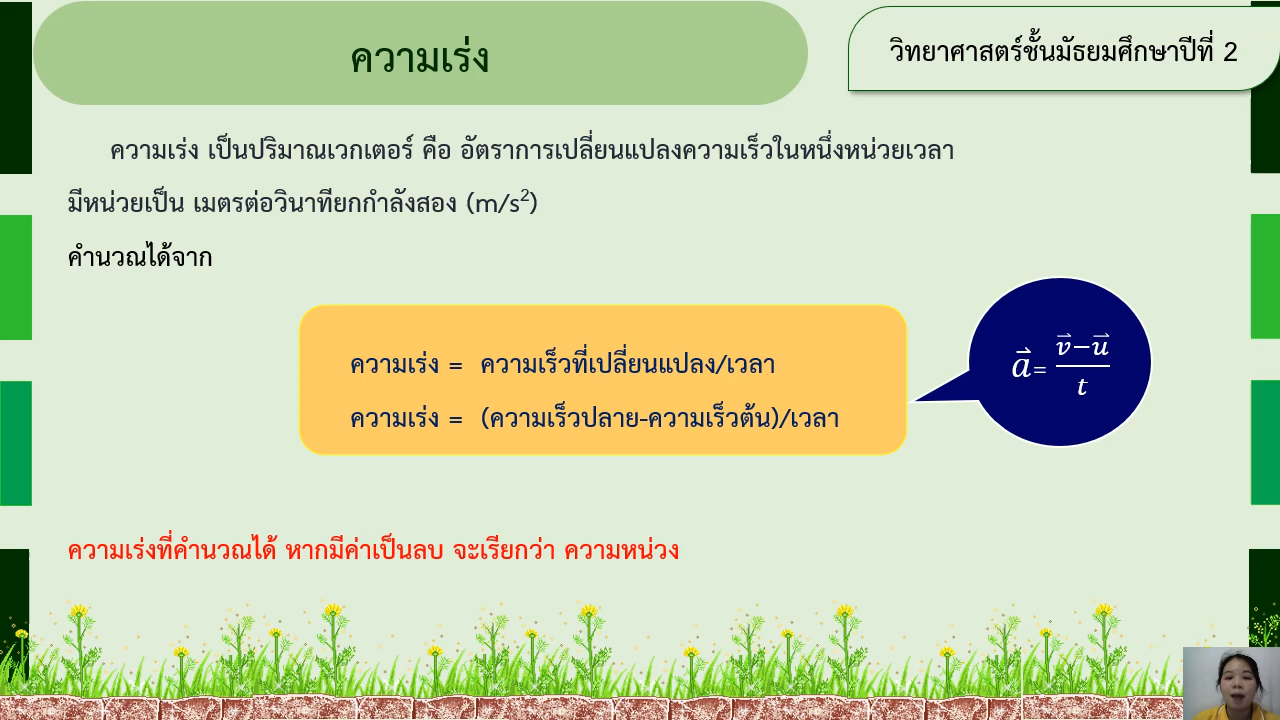 ความเร่ง
วิทยาศาสตร์ชั้นมัธยมศึกษาปีที่ 2
ความเร่ง เป็นปริมาณเวกเตอร์ คือ อัตราการเปลี่ยนแปลงความเร็วในหนึ่งหน่วยเวลา
มีหน่วยเป็น เมตรต่อวินาทียกกำลังสอง (m/s²)
คำนวณได้จาก
ความเร่ง = ความเร็วที่เปลี่ยนแปลง/เวลา
ความเร่ง = (ความเร็วปลาย-ความเร็วต้น)/เวลา
a⃗ = (v⃗−u⃗)/t
ความเร่งที่คำนวณได้ หากมีค่าเป็นลบ จะเรียกว่า ความหน่วง